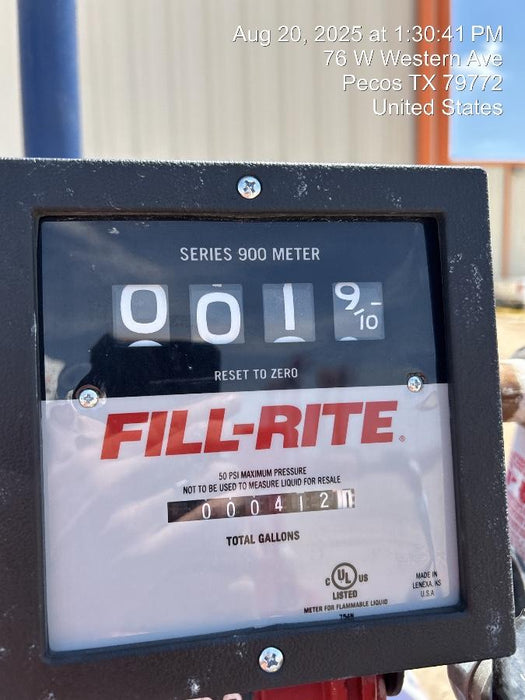 Aug 20, 2025 at 1:30:41 PM
76 W Western Ave
Pecos TX 79772
United States
SERIES 900 METER
0 0 1 9/10
RESET TO ZERO
FILL-RITE®
50 PSI MAXIMUM PRESSURE
NOT TO BE USED TO MEASURE LIQUID FOR RESALE
000412
TOTAL GALLONS
C UL US
LISTED
METER FOR FLAMMABLE LIQUID
MADE IN
LENEXA, KS
U.S.A.